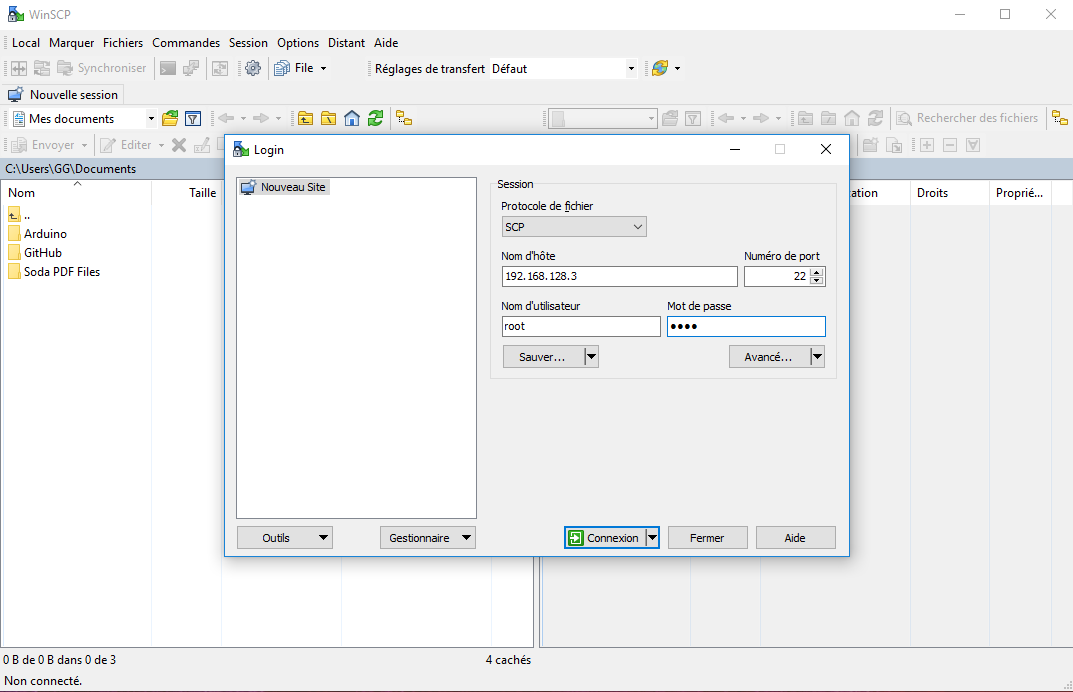 WinSCP
Local Marquer Fichiers Commandes Session Options Distant Aide
Synchroniser File Réglages de transfert Défaut
Nouvelle session
Mes documents Rechercher des fichiers
Envoyer Editer
C:\Users\GG\Documents
Nom Taille ation Droits Proprié...
..
Arduino
GitHub
Soda PDF Files
Login
Nouveau Site
Session
Protocole de fichier
SCP
Nom d'hôte Numéro de port
192.168.128.3 22
Nom d'utilisateur Mot de passe
root ●●●●
Sauver... Avancé...
Outils Gestionnaire Connexion Fermer Aide
0 B de 0 B dans 0 de 3 4 cachés
Non connecté.